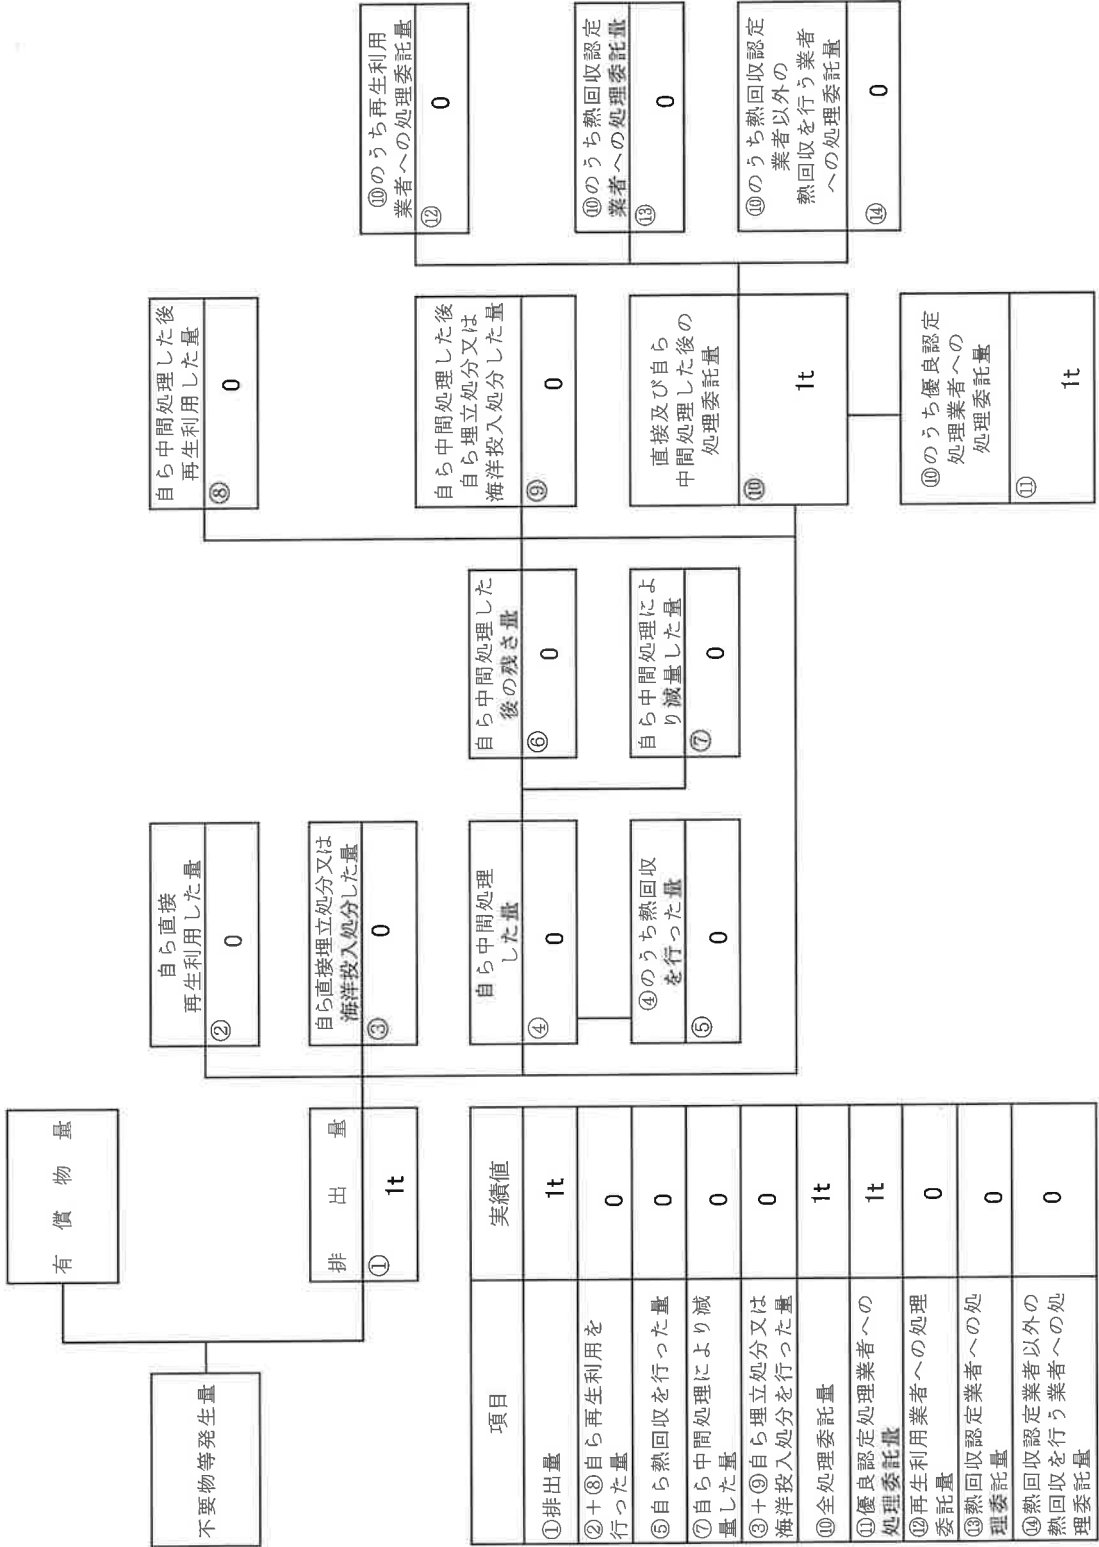 有償物量
不要物等発生量
排出量
①
1t
自ら直接
再生利用した量
②
0
自ら直接埋立処分又は
海洋投入処分した量
③
0
自ら中間処理
した量
④
0
④のうち熱回収
を行った量
⑤
0
自ら中間処理した
後の残さ量
⑥
0
自ら中間処理によ
り減量した量
⑦
0
自ら中間処理した後
再生利用した量
⑧
0
自ら中間処理した後
自ら埋立処分又は
海洋投入処分した量
⑨
0
直接及び自ら
中間処理した後の
処理委託量
⑩
1t
⑩のうち優良認定
処理業者への
処理委託量
⑪
1t
⑩のうち再生利用
業者への処理委託量
⑫
0
⑩のうち熱回収認定
業者への処理委託量
⑬
0
⑩のうち熱回収認定
業者以外の
熱回収を行う業者
への処理委託量
⑭
0
項目 実績値
①排出量 1t
②+⑧自ら再生利用を
行った量 0
⑤自ら熱回収を行った量 0
⑦自ら中間処理により減
量した量 0
③+⑨自ら埋立処分又は
海洋投入処分を行った量 0
⑩全処理委託量 1t
⑪優良認定処理業者への
処理委託量 1t
⑫再生利用業者への処理
委託量 0
⑬熱回収認定業者への処
理委託量 0
⑭熱回収認定業者以外の
熱回収を行う業者への処
理委託量 0